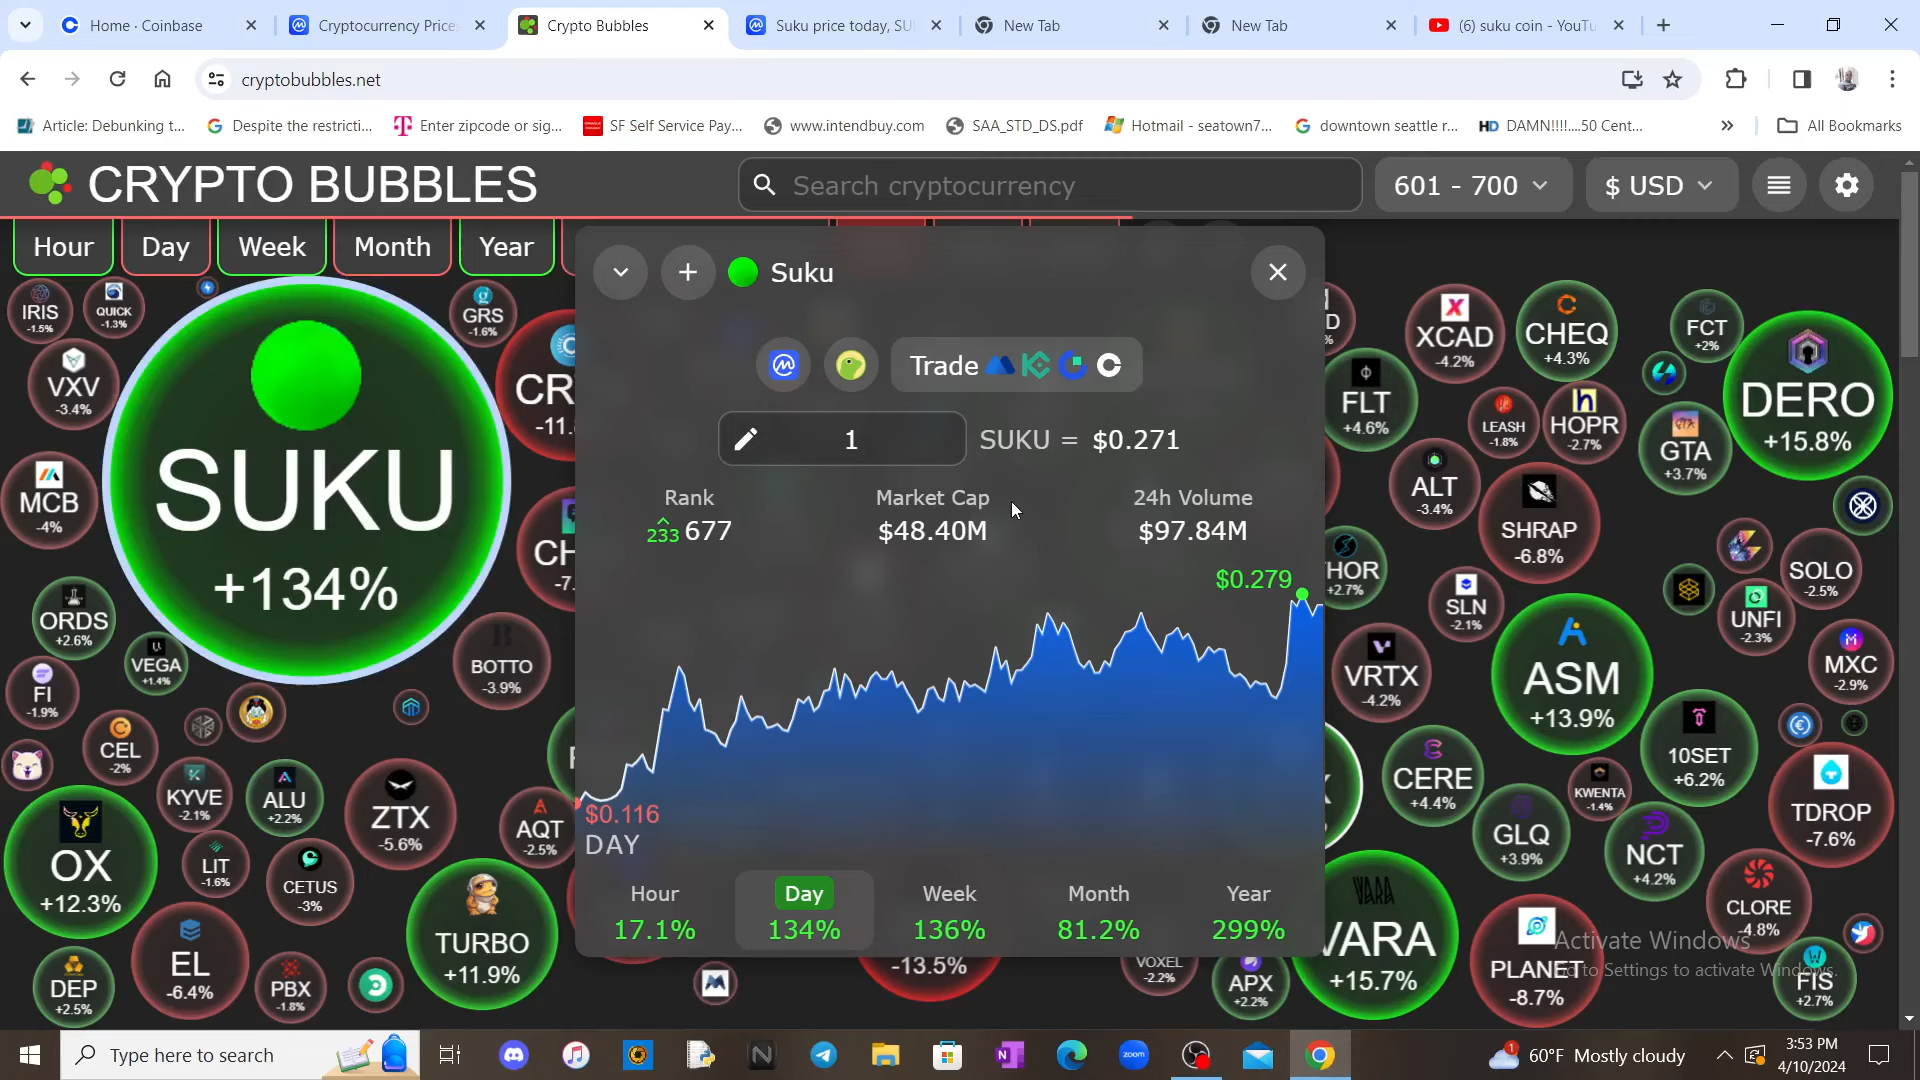 Home - Coinbase
Cryptocurrency Price
Crypto Bubbles
Suku price today, SU
New Tab
New Tab
(6) suku coin - YouTu
cryptobubbles.net
Article: Debunking t...
Despite the restricti...
Enter zipcode or sig...
SF Self Service Pay...
www.intendbuy.com
SAA_STD_DS.pdf
Hotmail - seatown7...
downtown seattle r...
HD DAMN!!!!....50 Cent...
All Bookmarks
CRYPTO BUBBLES
Search cryptocurrency
601 - 700
$ USD
Hour
Day
Week
Month
Year
Suku
Trade
1
SUKU = $0.271
Rank
233 677
Market Cap
$48.40M
24h Volume
$97.84M
$0.279
$0.116
DAY
Hour
17.1%
Day
134%
Week
136%
Month
81.2%
Year
299%
IRIS
-1.5%
QUICK
-1.3%
GRS
-1.6%
VXV
-3.4%
SUKU
+134%
CR
-11.
MCB
-4%
CH
-7.
ORDS
+2.6%
VEGA
+1.4%
BOTTO
-3.9%
FI
-1.9%
CEL
-2%
KYVE
-2.1%
ALU
+2.2%
ZTX
-5.6%
AQT
-2.5%
OX
+12.3%
LIT
-1.6%
CETUS
-3%
TURBO
+11.9%
EL
-6.4%
DEP
+2.5%
PBX
-1.8%
-13.5%
VOXEL
-2.2%
APX
+2.2%
D
%
XCAD
-4.2%
CHEQ
+4.3%
FCT
+2%
DERO
+15.8%
FLT
+4.6%
LEASH
-1.8%
HOPR
-2.7%
GTA
+3.7%
ALT
-3.4%
SHRAP
-6.8%
HOR
+2.7%
SLN
-2.1%
SOLO
-2.5%
UNFI
-2.3%
VRTX
-4.2%
ASM
+13.9%
MXC
-2.9%
10SET
+6.2%
CERE
+4.4%
KWENTA
-1.4%
TDROP
-7.6%
GLQ
+3.9%
NCT
+4.2%
CLORE
-4.8%
VARA
VARA
+15.7%
PLANET
-8.7%
FIS
+2.7%
Activate Windows
to Settings to activate Windows.
Type here to search
zoom
1
60°F Mostly cloudy
3:53 PM
4/10/2024